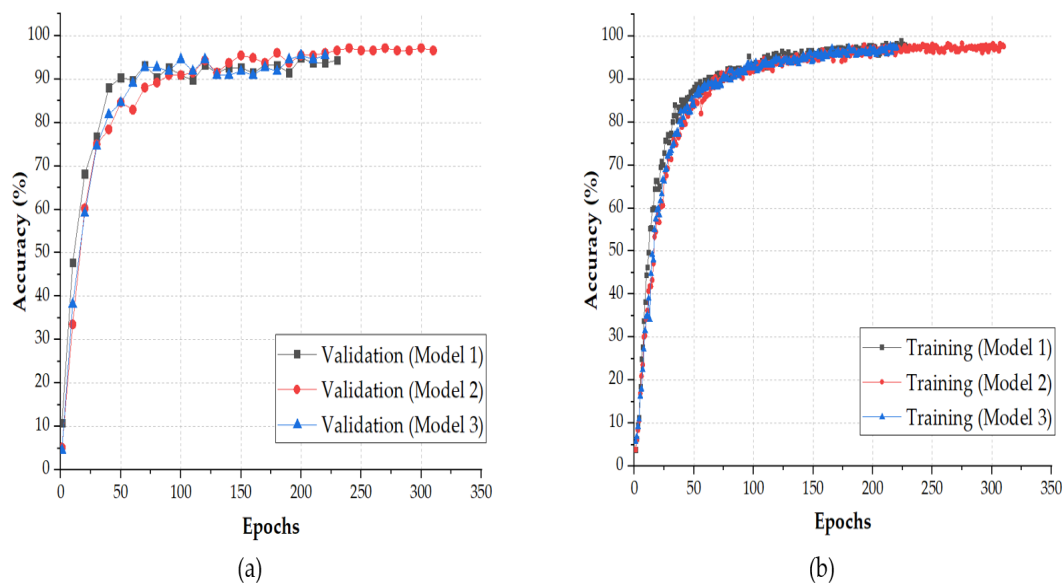 100
90
80
70
60
50
40
30
20
10
0
Accuracy (%)
Validation (Model 1)
Validation (Model 2)
Validation (Model 3)
0 50 100 150 200 250 300 350
Epochs
(a)
100
90
80
70
60
50
40
30
20
10
0
Accuracy (%)
Training (Model 1)
Training (Model 2)
Training (Model 3)
0 50 100 150 200 250 300 350
Epochs
(b)